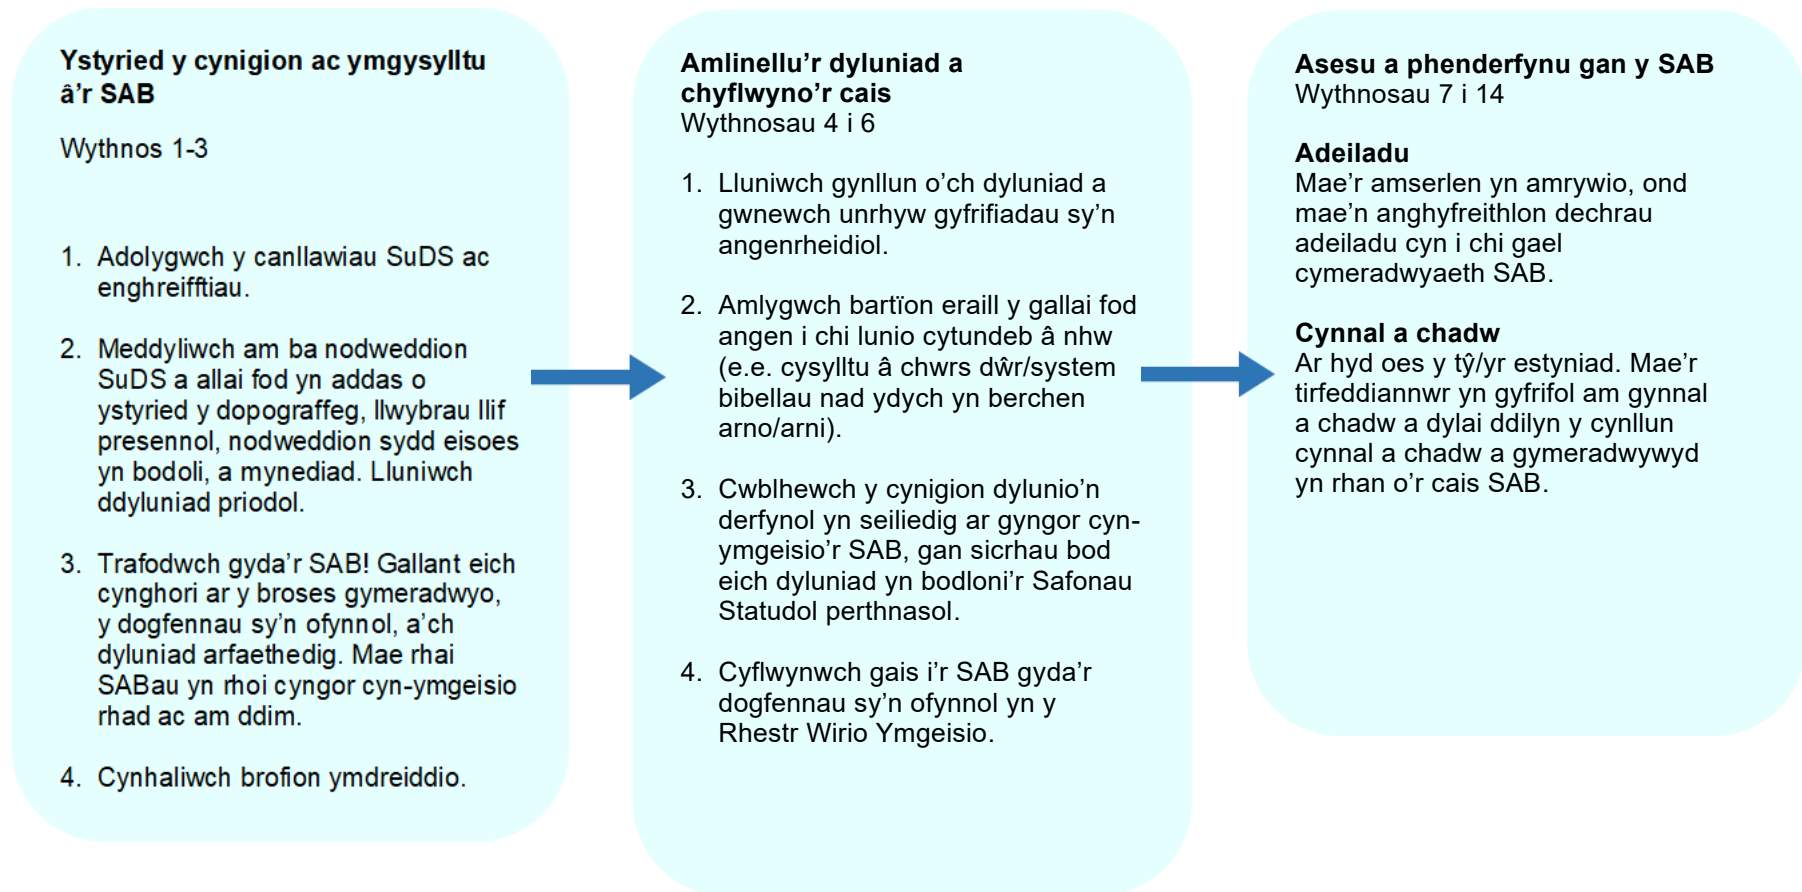 Ystyried y cynigion ac ymgysylltu
â’r SAB
Wythnos 1-3
1. Adolygwch y canllawiau SuDS ac
enghreifftiau.
2. Meddyliwch am ba nodweddion
SuDS a allai fod yn addas o
ystyried y dopograffeg, llwybrau llif
presennol, nodweddion sydd eisoes
yn bodoli, a mynediad. Lluniwch
ddyluniad priodol.
3. Trafodwch gyda’r SAB! Gallant eich
cynghori ar y broses gymeradwyo,
y dogfennau sy’n ofynnol, a’ch
dyluniad arfaethedig. Mae rhai
SABau yn rhoi cyngor cyn-ymgeisio
rhad ac am ddim.
4. Cynhaliwch brofion ymdreiddio.
Amlinellu’r dyluniad a
chyflwyno’r cais
Wythnosau 4 i 6
1. Lluniwch gynllun o’ch dyluniad a
gwnewch unrhyw gyfrifiadau sy’n
angenrheidiol.
2. Amlygwch bartïon eraill y gallai fod
angen i chi lunio cytundeb â nhw
(e.e. cysylltu â chwrs dŵr/system
bibellau nad ydych yn berchen
arno/arni).
3. Cwblhewch y cynigion dylunio’n
derfynol yn seiliedig ar gyngor cyn-
ymgeisio’r SAB, gan sicrhau bod
eich dyluniad yn bodloni’r Safonau
Statudol perthnasol.
4. Cyflwynwch gais i’r SAB gyda’r
dogfennau sy’n ofynnol yn y
Rhestr Wirio Ymgeisio.
Asesu a phenderfynu gan y SAB
Wythnosau 7 i 14
Adeiladu
Mae’r amserlen yn amrywio, ond
mae’n anghyfreithlon dechrau
adeiladu cyn i chi gael
cymeradwyaeth SAB.
Cynnal a chadw
Ar hyd oes y tŷ/yr estyniad. Mae’r
tirfeddiannwr yn gyfrifol am gynnal
a chadw a dylai ddilyn y cynllun
cynnal a chadw a gymeradwywyd
yn rhan o’r cais SAB.